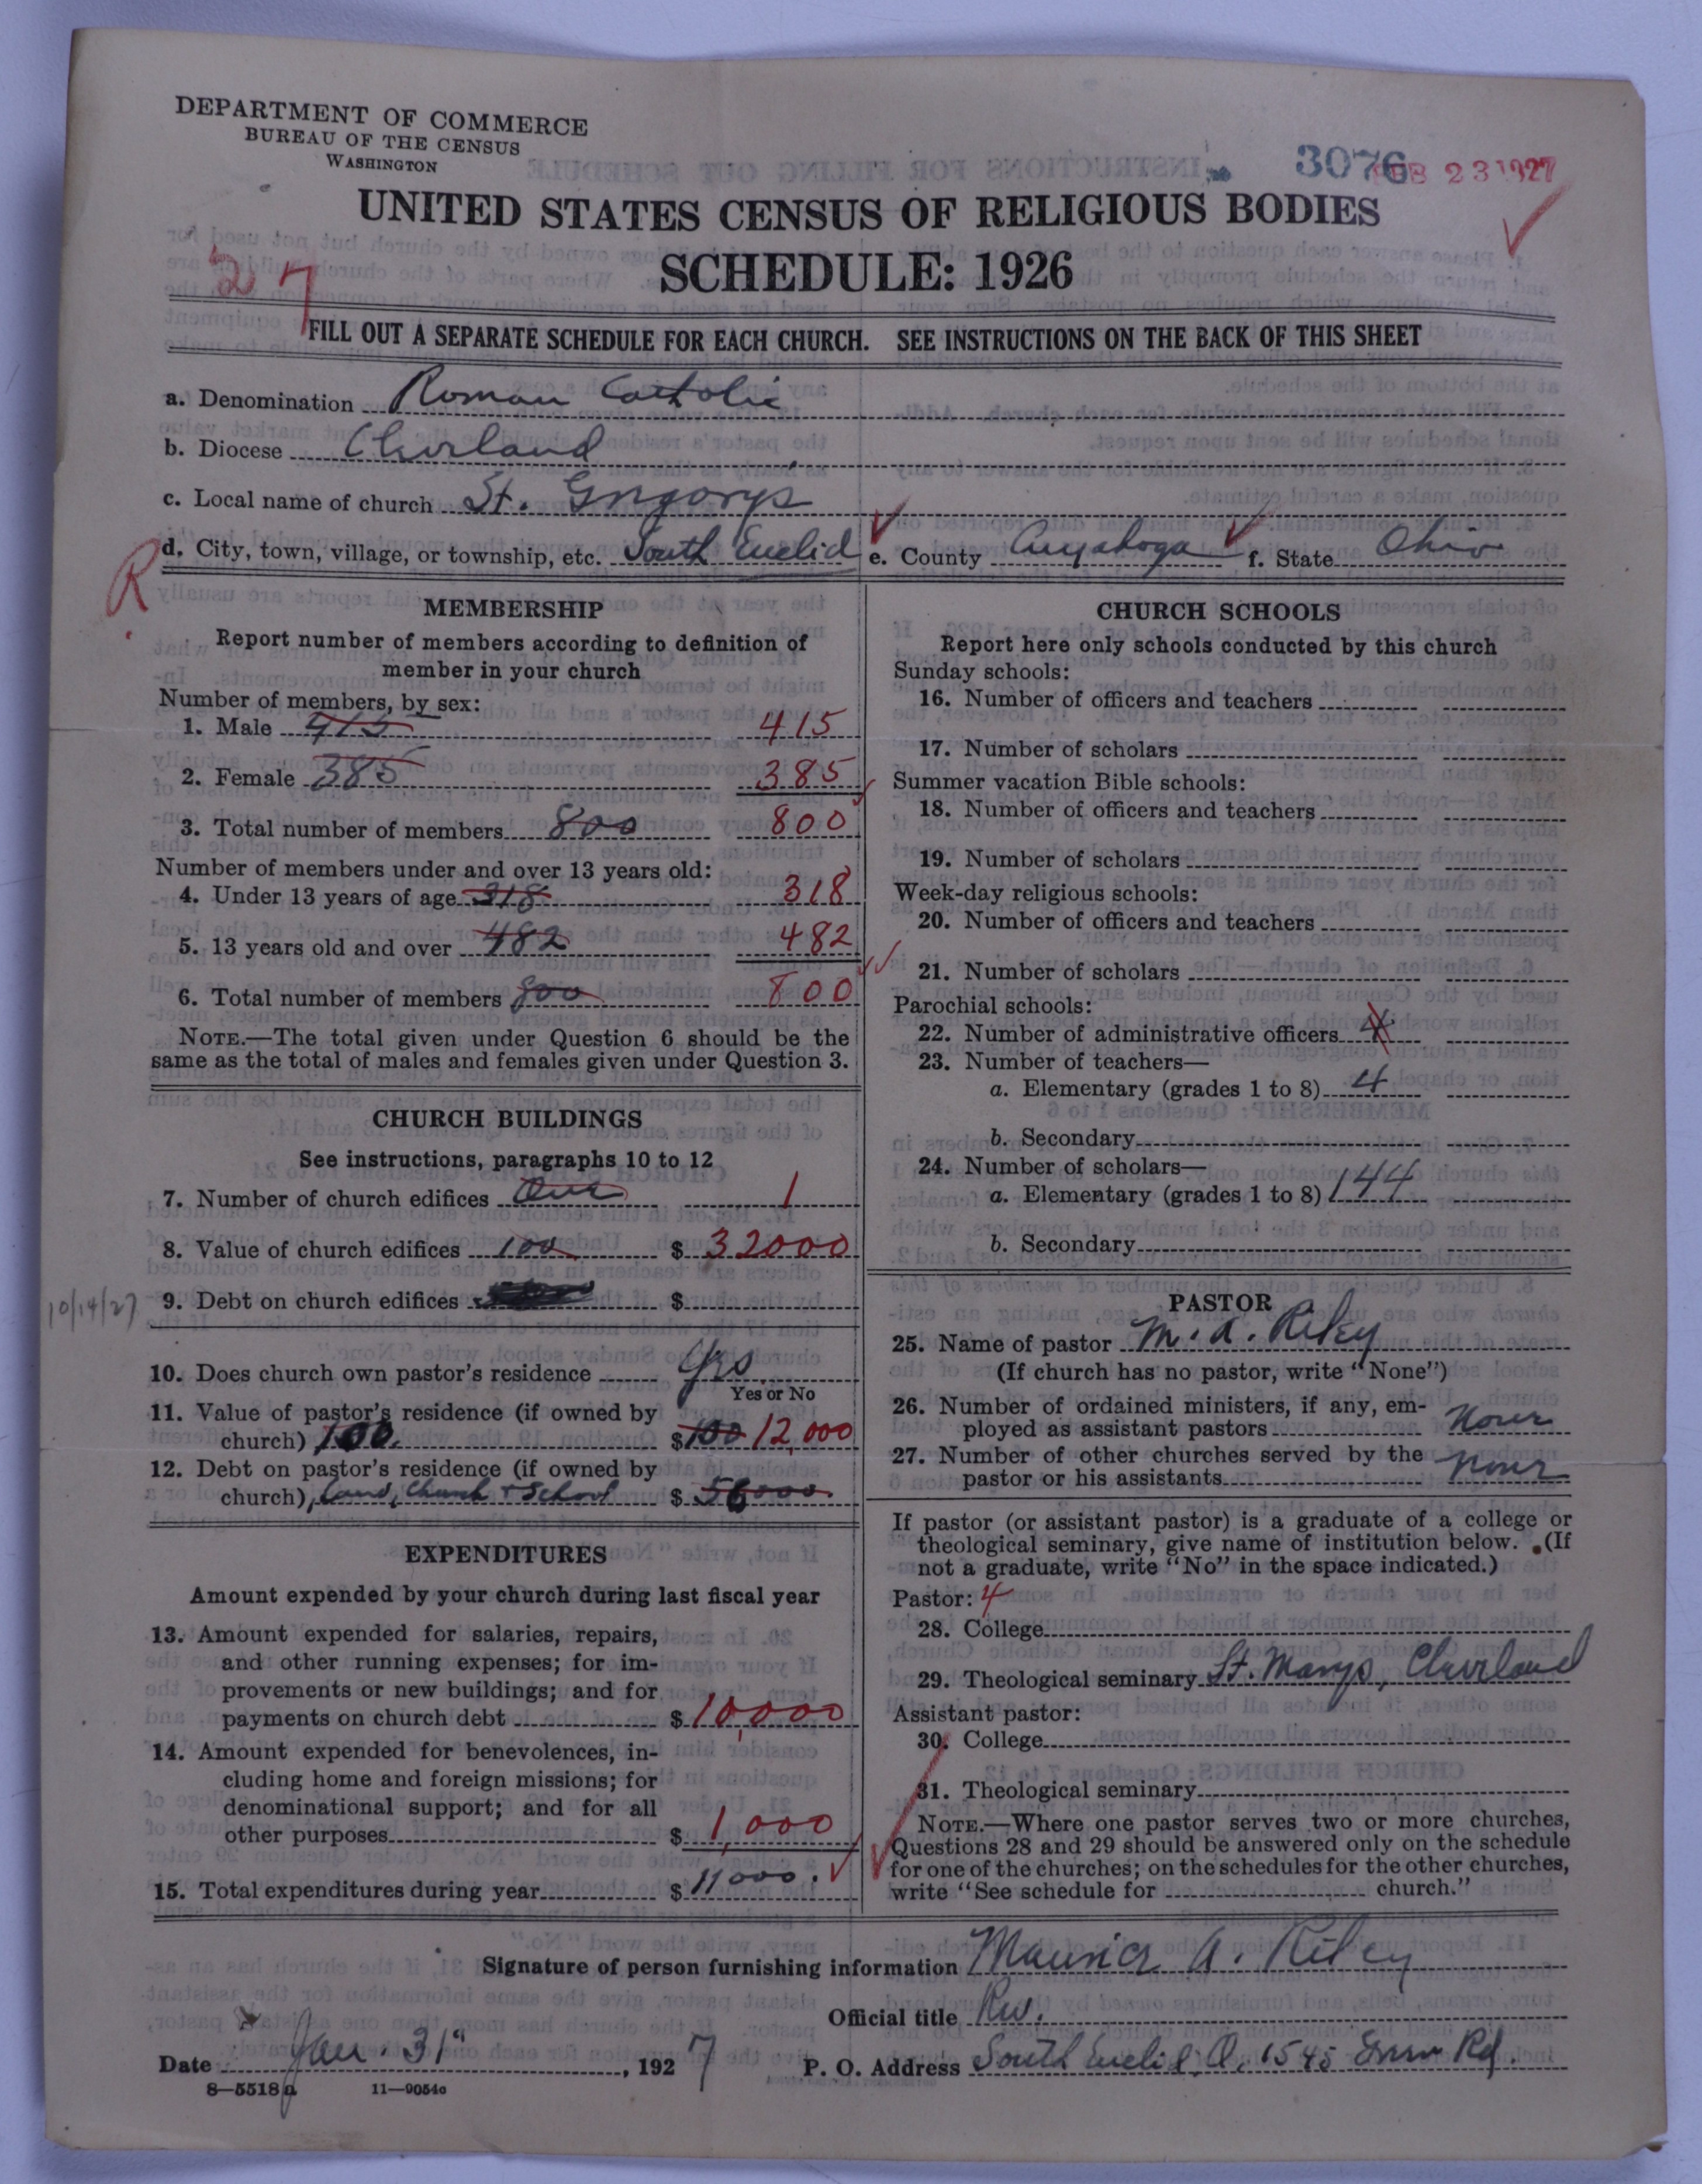 DEPARTMENT OF COMMERCE
BUREAU OF THE CENSUS
WASHINGTON
3076
FEB 23 1927
UNITED STATES CENSUS OF RELIGIOUS BODIES
SCHEDULE: 1926
27
FILL OUT A SEPARATE SCHEDULE FOR EACH CHURCH. SEE INSTRUCTIONS ON THE BACK OF THIS SHEET
a. Denomination Roman Catholic
b. Diocese Cleveland
c. Local name of church St. Gregorys
d. City, town, village, or township, etc. South Euclid e. County Cuyahoga f. State Ohio
R
MEMBERSHIP
Report number of members according to definition of
member in your church
Number of members, by sex:
1. Male 415 415
2. Female 385 385
3. Total number of members 800 800
Number of members under and over 13 years old:
4. Under 13 years of age 318 318
5. 13 years old and over 482 482
6. Total number of members 800 800
NOTE.—The total given under Question 6 should be the
same as the total of males and females given under Question 3.
CHURCH BUILDINGS
See instructions, paragraphs 10 to 12
7. Number of church edifices One 1
8. Value of church edifices 100 $ 32000
10/14/27
9. Debt on church edifices $
10. Does church own pastor's residence Yes
Yes or No
11. Value of pastor's residence (if owned by
church) 100 $ 100 12,000
12. Debt on pastor's residence (if owned by
church), Land, Church + School $ 56000
EXPENDITURES
Amount expended by your church during last fiscal year
13. Amount expended for salaries, repairs,
and other running expenses; for im-
provements or new buildings; and for
payments on church debt $ 10,000
14. Amount expended for benevolences, in-
cluding home and foreign missions; for
denominational support; and for all
other purposes $ 1,000
15. Total expenditures during year $ 11000.
CHURCH SCHOOLS
Report here only schools conducted by this church
Sunday schools:
16. Number of officers and teachers
17. Number of scholars
Summer vacation Bible schools:
18. Number of officers and teachers
19. Number of scholars
Week-day religious schools:
20. Number of officers and teachers
21. Number of scholars
Parochial schools:
22. Number of administrative officers 4
23. Number of teachers—
a. Elementary (grades 1 to 8) 4
b. Secondary
24. Number of scholars—
a. Elementary (grades 1 to 8) 144
b. Secondary
PASTOR
25. Name of pastor M. A. Riley
(If church has no pastor, write "None")
26. Number of ordained ministers, if any, em-
ployed as assistant pastors None
27. Number of other churches served by the
pastor or his assistants None
If pastor (or assistant pastor) is a graduate of a college or
theological seminary, give name of institution below. (If
not a graduate, write "No" in the space indicated.)
Pastor: 4
28. College
29. Theological seminary St. Marys, Cleveland
Assistant pastor:
30. College
31. Theological seminary
NOTE.—Where one pastor serves two or more churches,
Questions 28 and 29 should be answered only on the schedule
for one of the churches; on the schedules for the other churches,
write "See schedule for church."
Signature of person furnishing information Maurice A. Riley
Official title Rev.
Date Jan. 31st, 1927 P. O. Address South Euclid, O. 1545 Rd.
8—5518a 11—9054a